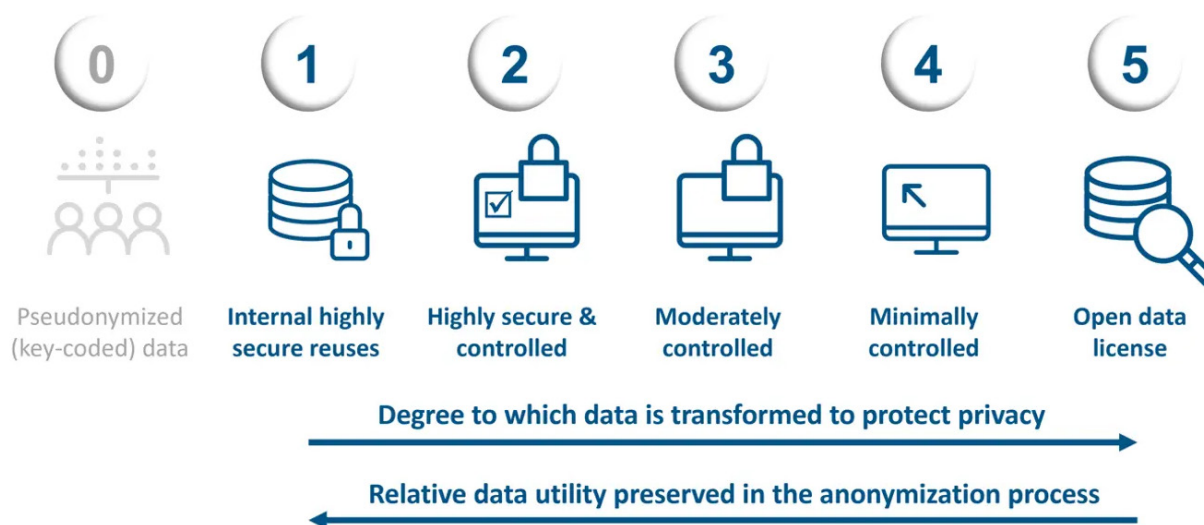 0 1 2 3 4 5
Pseudonymized Internal highly Highly secure & Moderately Minimally Open data
(key-coded) data secure reuses controlled controlled controlled license
Degree to which data is transformed to protect privacy
Relative data utility preserved in the anonymization process